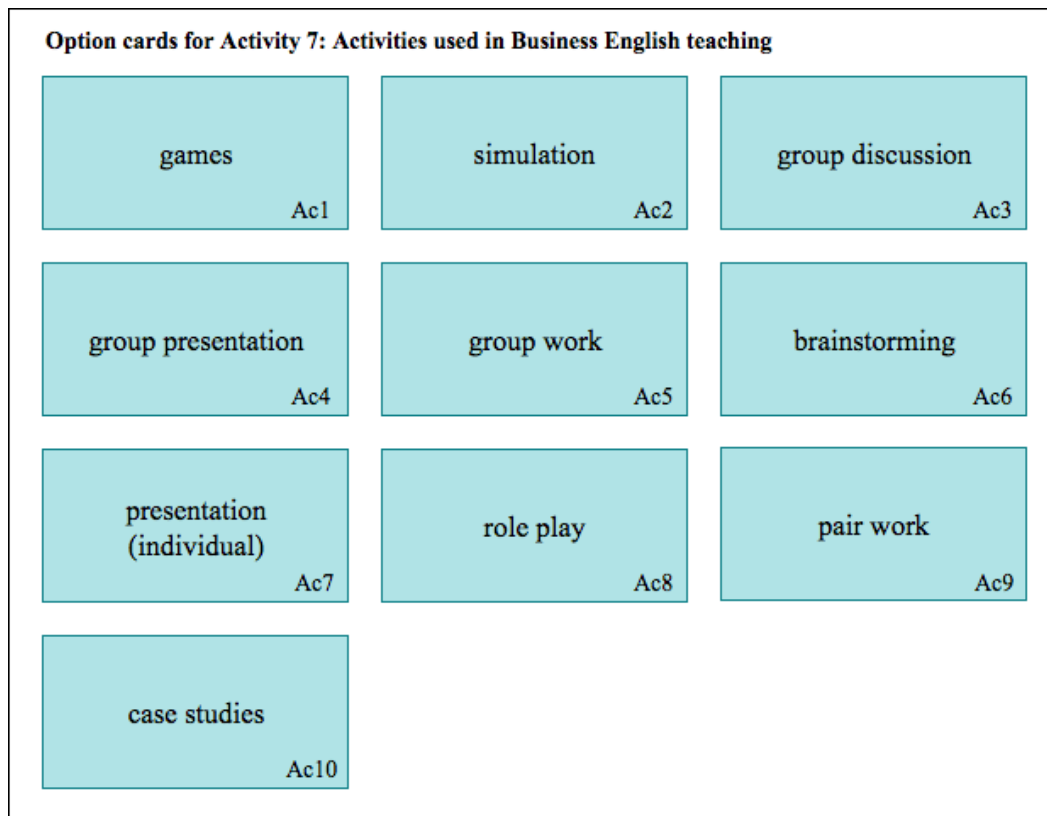 Option cards for Activity 7: Activities used in Business English teaching
games
Ac1
simulation
Ac2
group discussion
Ac3
group presentation
Ac4
group work
Ac5
brainstorming
Ac6
presentation
(individual)
Ac7
role play
Ac8
pair work
Ac9
case studies
Ac10